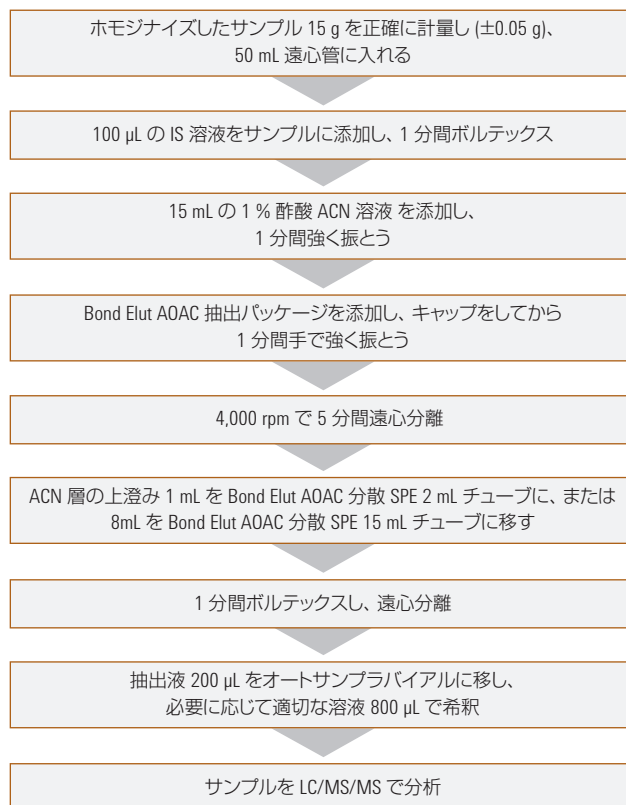 ホモジナイズしたサンプル 15 g を正確に計量し (±0.05 g)、
50 mL 遠心管に入れる
100 µL の IS 溶液をサンプルに添加し、1 分間ボルテックス
15 mL の 1 % 酢酸 ACN 溶液 を添加し、
1 分間強く振とう
Bond Elut AOAC 抽出パッケージを添加し、キャップをしてから
1 分間手で強く振とう
4,000 rpm で 5 分間遠心分離
ACN 層の上澄み 1 mL を Bond Elut AOAC 分散 SPE 2 mL チューブに、または
8mL を Bond Elut AOAC 分散 SPE 15 mL チューブに移す
1 分間ボルテックスし、遠心分離
抽出液 200 µL をオートサンプラバイアルに移し、
必要に応じて適切な溶液 800 µL で希釈
サンプルを LC/MS/MS で分析